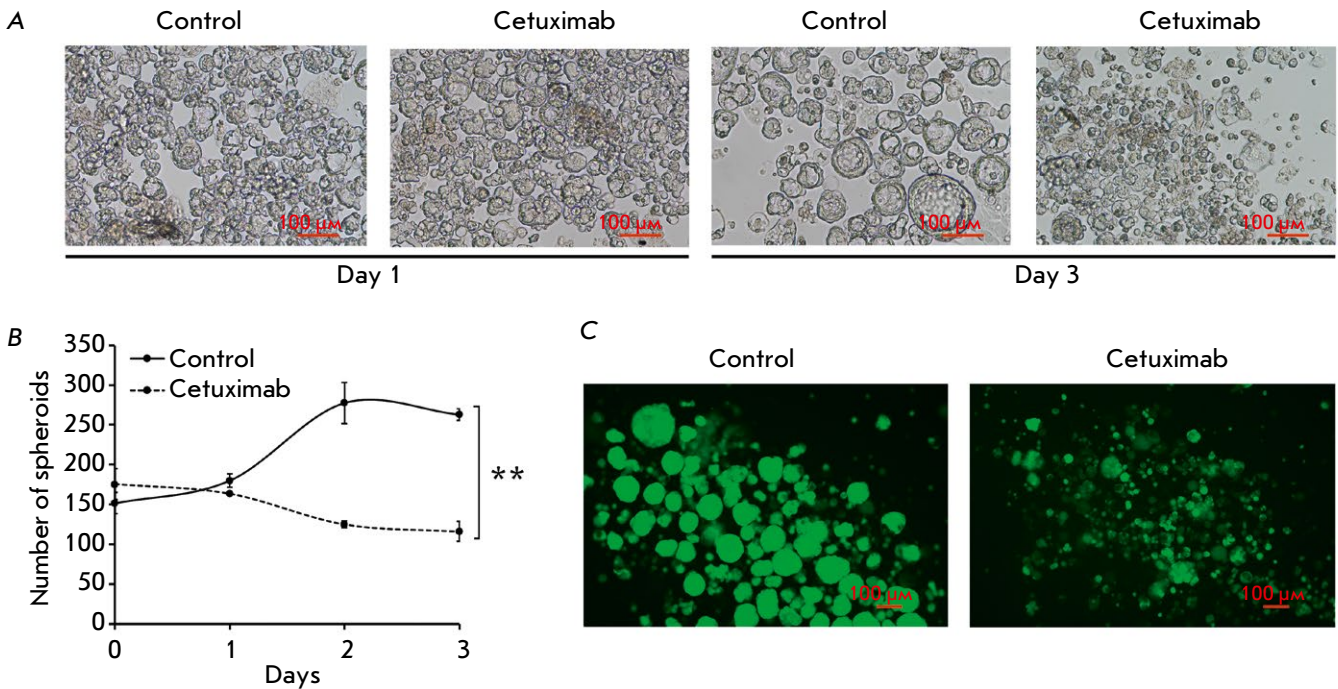 A
Control
Cetuximab
Control
Cetuximab
100 µм
100 µм
100 µм
100 µм
Day 1
Day 3
B
Number of spheroids
350
300
250
200
150
100
50
0
Control
Cetuximab
**
0
1
2
3
Days
C
Control
Cetuximab
100 µм
100 µм